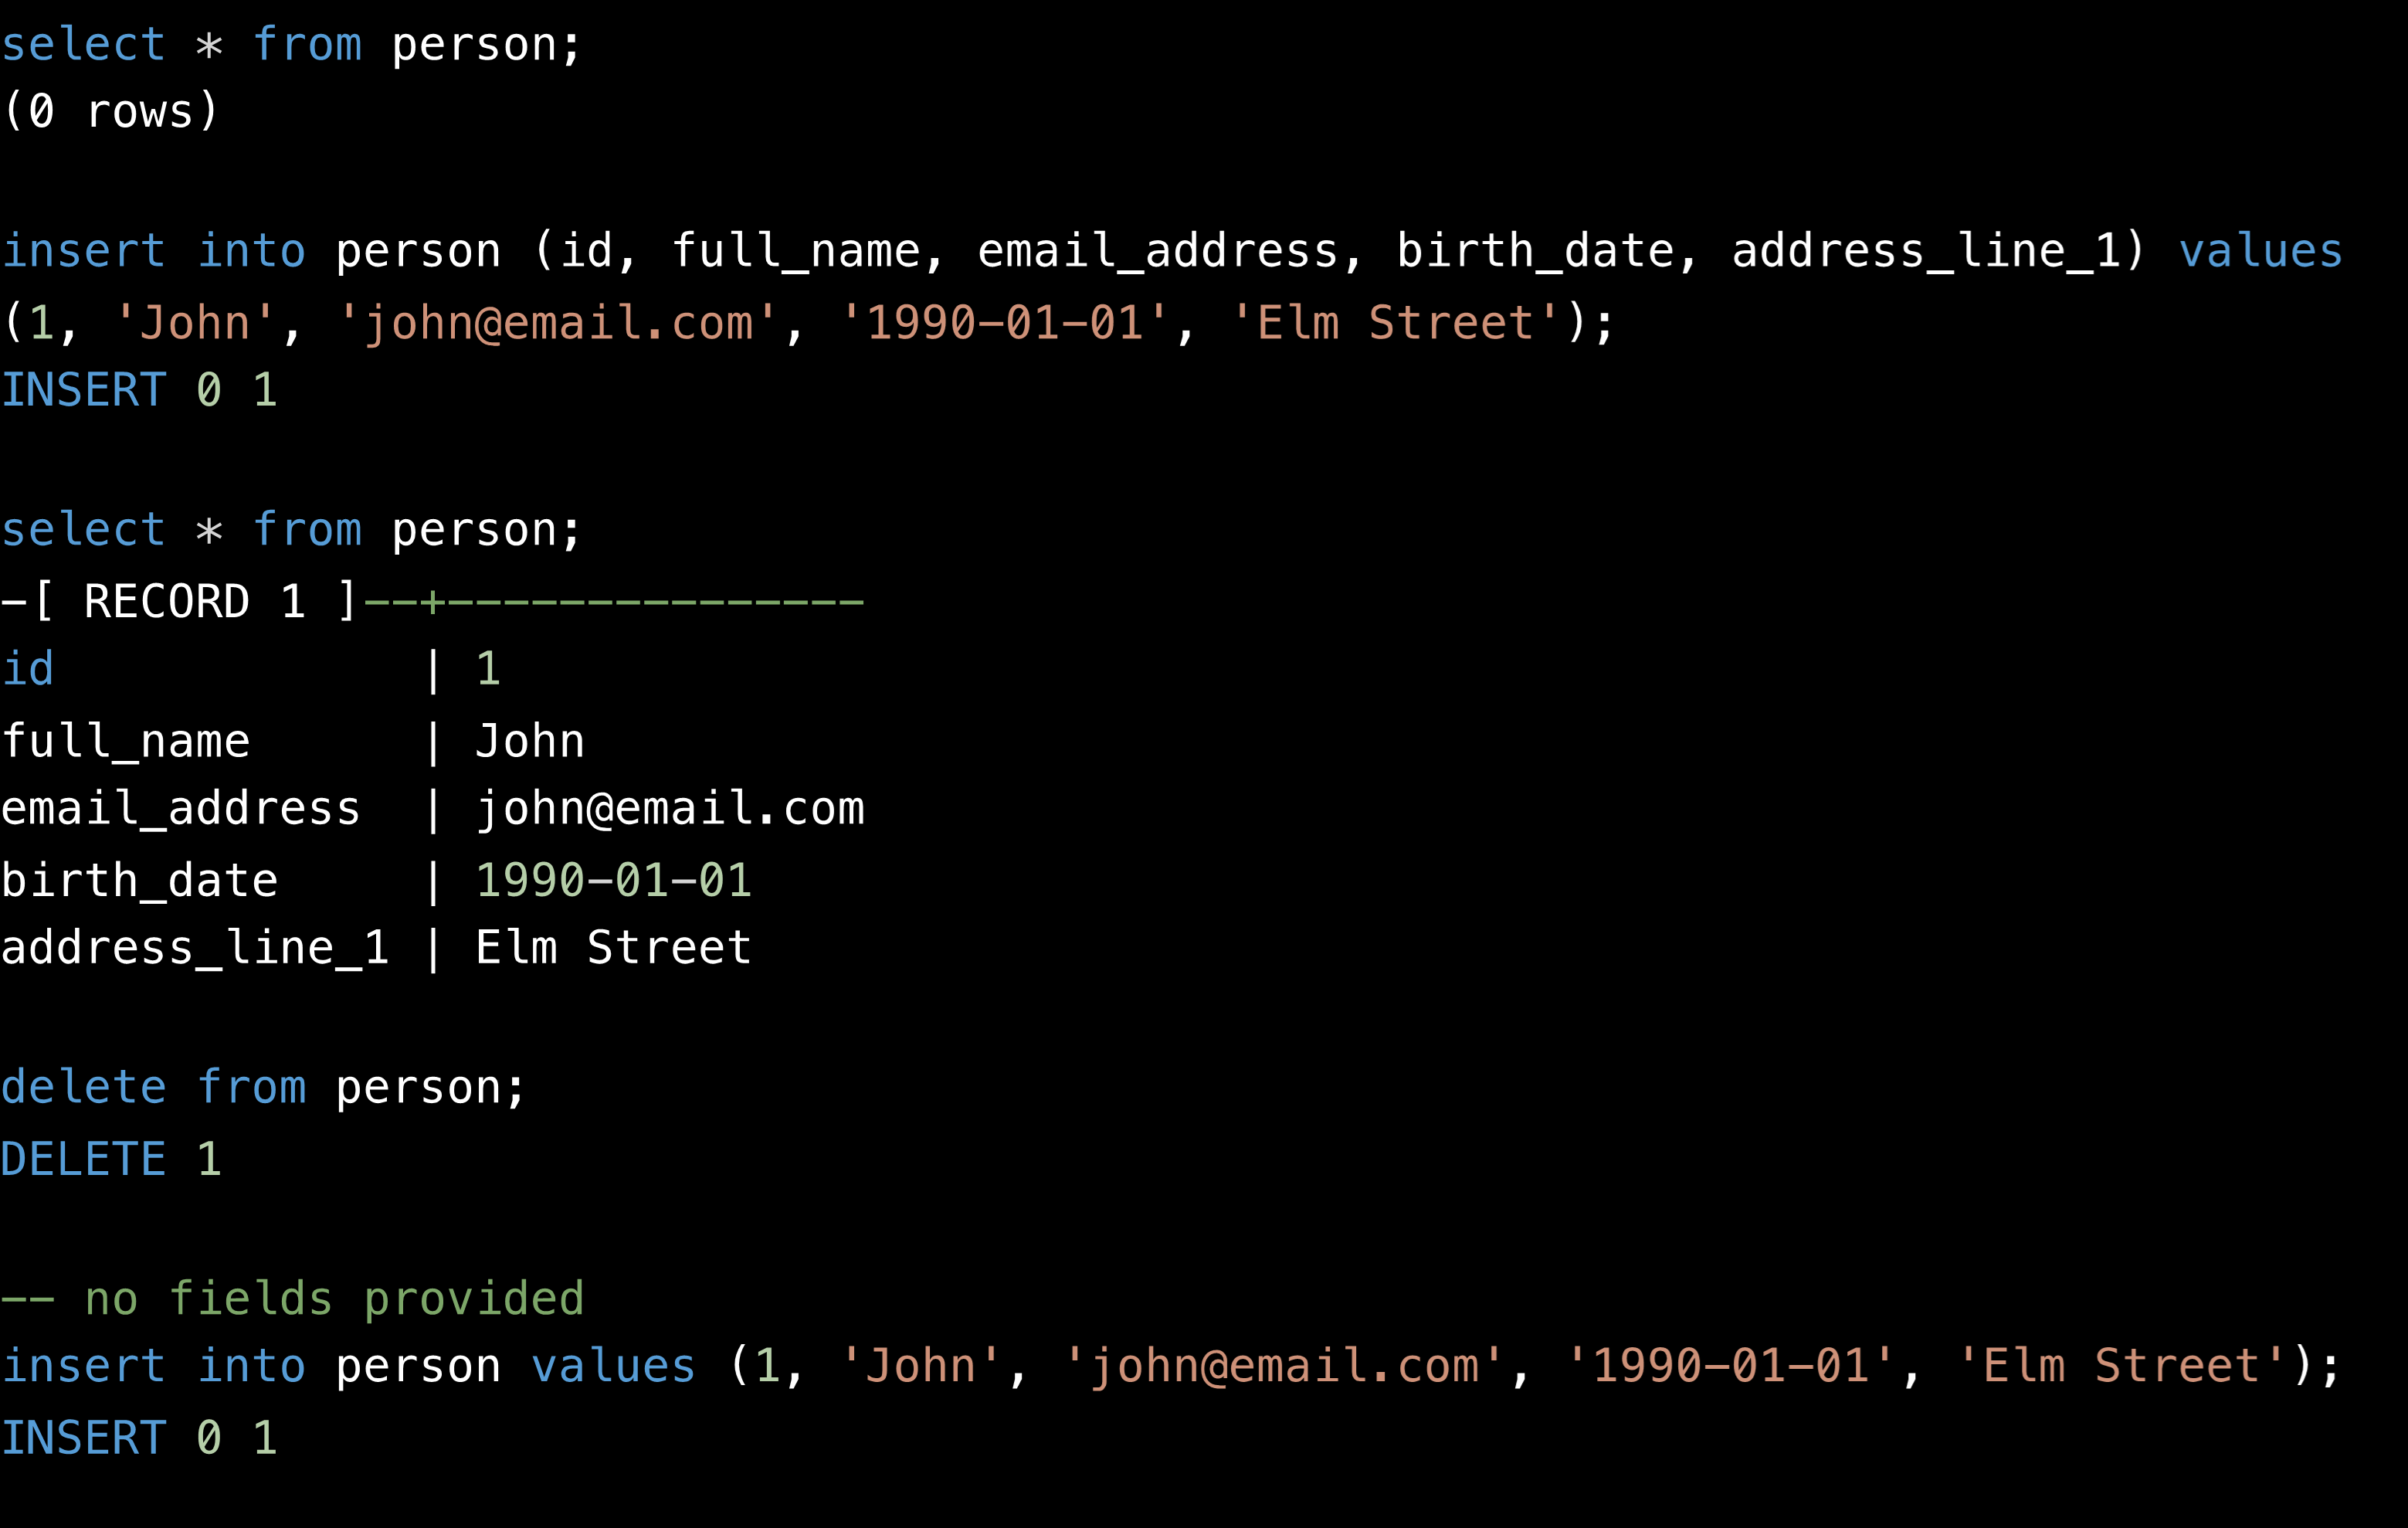 select * from person;
(0 rows)
insert into person (id, full_name, email_address, birth_date, address_line_1) values
(1, 'John', 'john@email.com', '1990-01-01', 'Elm Street');
INSERT 0 1
select * from person;
-[ RECORD 1 ]--+---------------
id             | 1
full_name      | John
email_address  | john@email.com
birth_date     | 1990-01-01
address_line_1 | Elm Street
delete from person;
DELETE 1
-- no fields provided
insert into person values (1, 'John', 'john@email.com', '1990-01-01', 'Elm Street');
INSERT 0 1